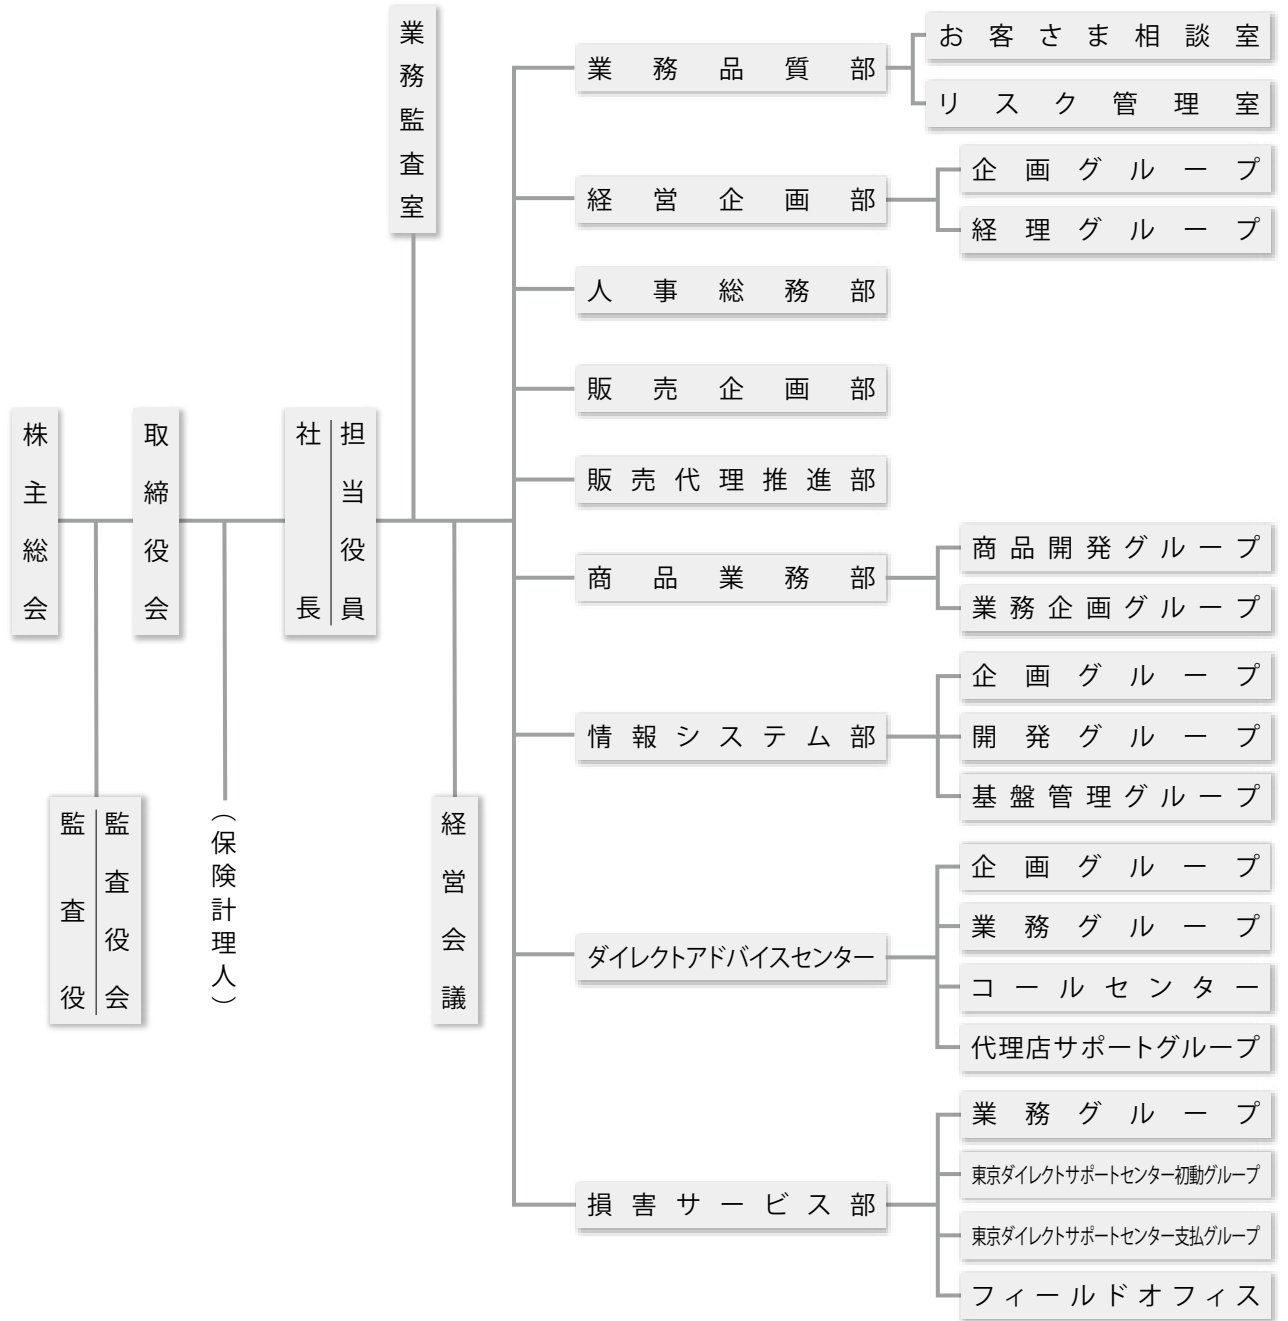 株主総会
監査役
監査役会
取締役会
（保険計理人）
社長
担当役員
業務監査室
経営会議
業務品質部
お客さま相談室
リスク管理室
経営企画部
企画グループ
経理グループ
人事総務部
販売企画部
販売代理推進部
商品業務部
商品開発グループ
業務企画グループ
情報システム部
企画グループ
開発グループ
基盤管理グループ
ダイレクトアドバイスセンター
企画グループ
業務グループ
コールセンター
代理店サポートグループ
損害サービス部
業務グループ
東京ダイレクトサポートセンター初動グループ
東京ダイレクトサポートセンター支払グループ
フィールドオフィス